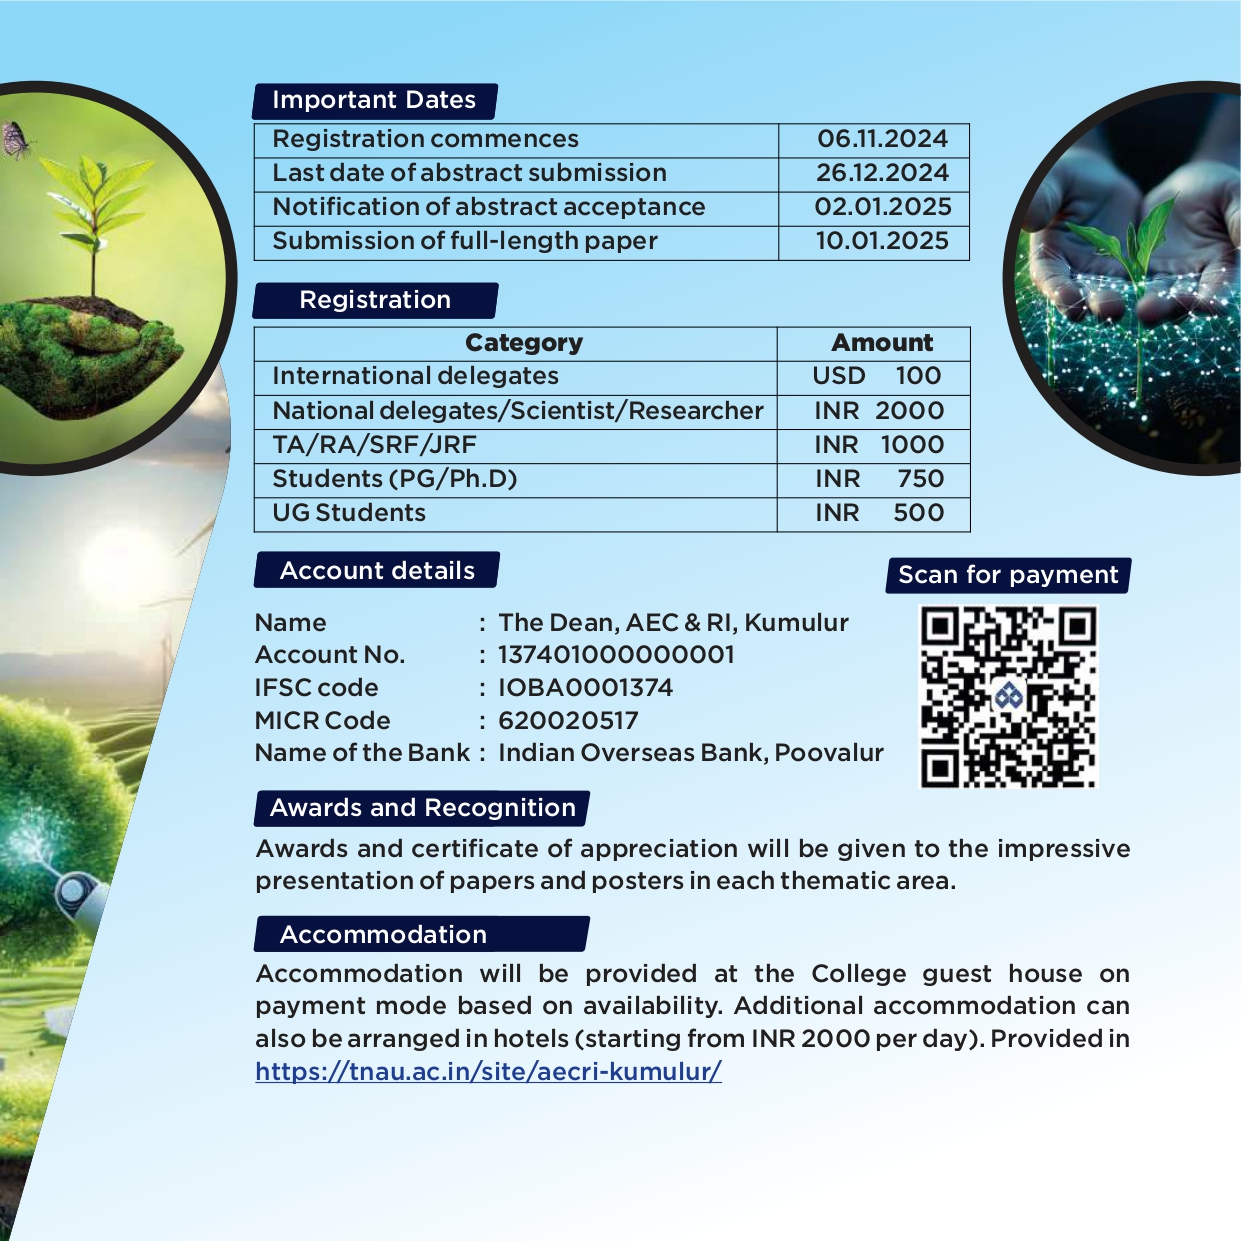 Important Dates
Registration commences 06.11.2024
Last date of abstract submission 26.12.2024
Notification of abstract acceptance 02.01.2025
Submission of full-length paper 10.01.2025
Registration
Category Amount
International delegates USD 100
National delegates/Scientist/Researcher INR 2000
TA/RA/SRF/JRF INR 1000
Students (PG/Ph.D) INR 750
UG Students INR 500
Account details
Scan for payment
Name : The Dean, AEC & RI, Kumulur
Account No. : 137401000000001
IFSC code : IOBA0001374
MICR Code : 620020517
Name of the Bank : Indian Overseas Bank, Poovalur
Awards and Recognition
Awards and certificate of appreciation will be given to the impressive
presentation of papers and posters in each thematic area.
Accommodation
Accommodation will be provided at the College guest house on
payment mode based on availability. Additional accommodation can
also be arranged in hotels (starting from INR 2000 per day). Provided in
https://tnau.ac.in/site/aecri-kumulur/